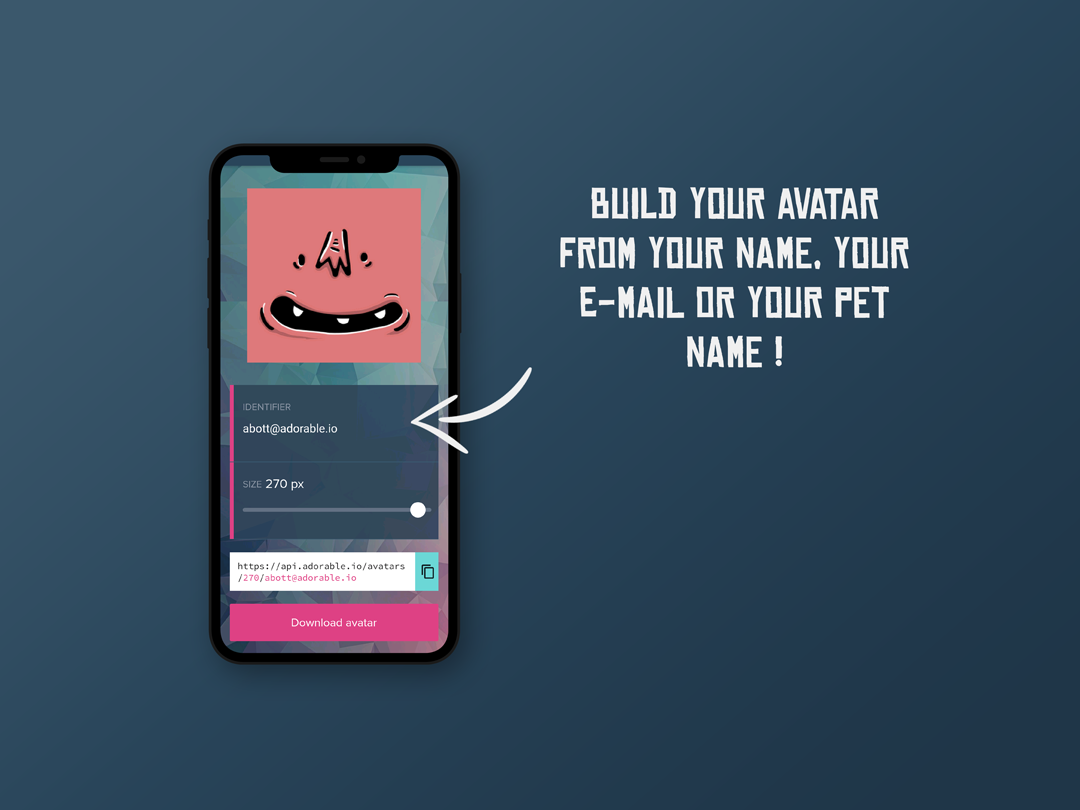 BUILD YOUR AVATAR
FROM YOUR NAME, YOUR
E-MAIL OR YOUR PET
NAME !
IDENTIFIER
abott@adorable.io
SIZE 270 px
https://api.adorable.io/avatars
/270/abott@adorable.io
Download avatar